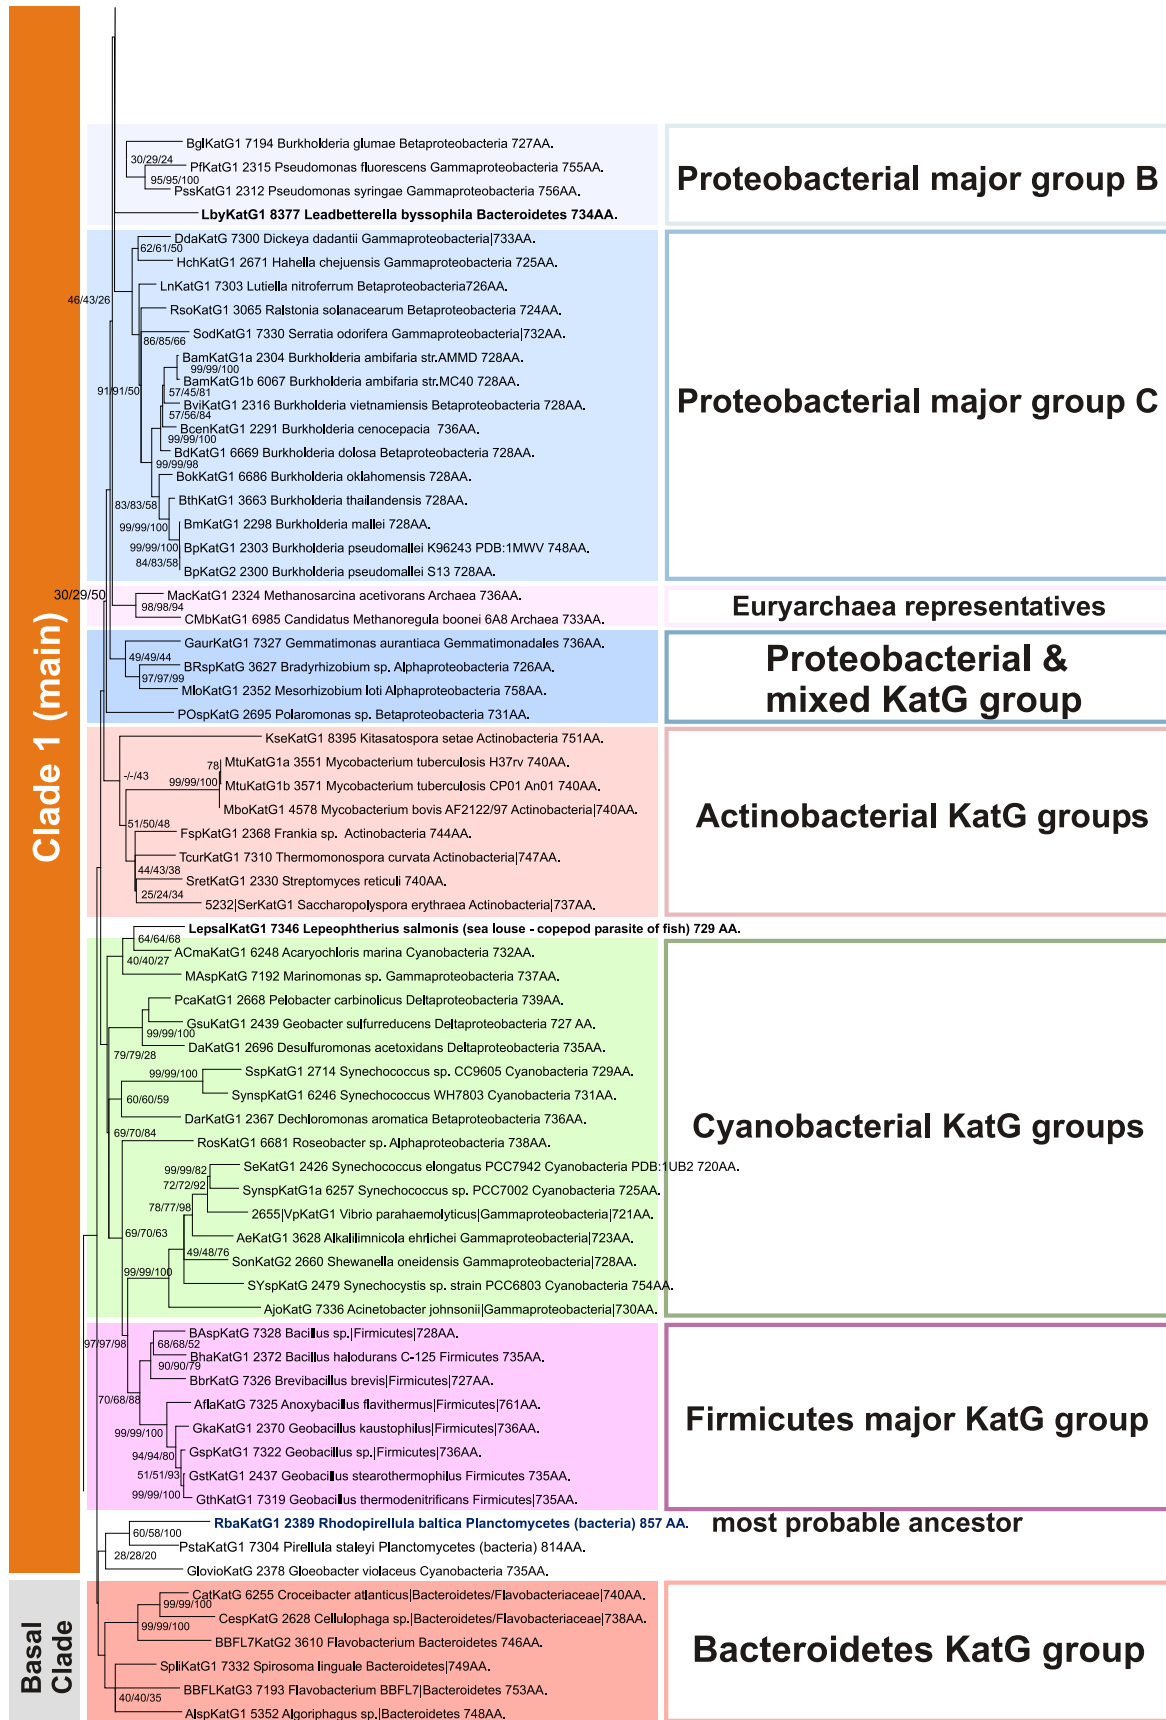 Clade 1 (main)
BglKatG1 7194 Burkholderia glumae Betaproteobacteria 727AA.
30/29/24
PfKatG1 2315 Pseudomonas fluorescens Gammaproteobacteria 755AA.
95/95/100
PssKatG1 2312 Pseudomonas syringae Gammaproteobacteria 756AA.
LbyKatG1 8377 Leadbetterella byssophila Bacteroidetes 734AA.
Proteobacterial major group B
DdaKatG 7300 Dickeya dadantii Gammaproteobacteria|733AA.
62/61/50
HchKatG1 2671 Hahella chejuensis Gammaproteobacteria 725AA.
LnKatG1 7303 Lutiella nitroferrum Betaproteobacteria726AA.
46/43/26
RsoKatG1 3065 Ralstonia solanacearum Betaproteobacteria 724AA.
SodKatG1 7330 Serratia odorifera Gammaproteobacteria|732AA.
86/85/66
BamKatG1a 2304 Burkholderia ambifaria str.AMMD 728AA.
99/99/100
BamKatG1b 6067 Burkholderia ambifaria str.MC40 728AA.
91/91/50
57/45/81
BviKatG1 2316 Burkholderia vietnamiensis Betaproteobacteria 728AA.
57/56/84
BcenKatG1 2291 Burkholderia cenocepacia 736AA.
99/99/100
BdKatG1 6669 Burkholderia dolosa Betaproteobacteria 728AA.
99/99/98
BokKatG1 6686 Burkholderia oklahomensis 728AA.
BthKatG1 3663 Burkholderia thailandensis 728AA.
83/83/58
BmKatG1 2298 Burkholderia mallei 728AA.
99/99/100
BpKatG1 2303 Burkholderia pseudomallei K96243 PDB:1MWV 748AA.
99/99/100
84/83/58
BpKatG2 2300 Burkholderia pseudomallei S13 728AA.
Proteobacterial major group C
30/29/50
MacKatG1 2324 Methanosarcina acetivorans Archaea 736AA.
98/98/94
CMbKatG1 6985 Candidatus Methanoregula boonei 6A8 Archaea 733AA.
Euryarchaea representatives
GaurKatG1 7327 Gemmatimonas aurantiaca Gemmatimonadales 736AA.
49/49/44
BRspKatG 3627 Bradyrhizobium sp. Alphaproteobacteria 726AA.
97/97/99
MloKatG1 2352 Mesorhizobium loti Alphaproteobacteria 758AA.
POspKatG 2695 Polaromonas sp. Betaproteobacteria 731AA.
Proteobacterial &
mixed KatG group
KseKatG1 8395 Kitasatospora setae Actinobacteria 751AA.
78
MtuKatG1a 3551 Mycobacterium tuberculosis H37rv 740AA.
-/-/43
99/99/100
MtuKatG1b 3571 Mycobacterium tuberculosis CP01 An01 740AA.
MboKatG1 4578 Mycobacterium bovis AF2122/97 Actinobacteria|740AA.
51/50/48
FspKatG1 2368 Frankia sp. Actinobacteria 744AA.
TcurKatG1 7310 Thermomonospora curvata Actinobacteria|747AA.
44/43/38
SretKatG1 2330 Streptomyces reticuli 740AA.
25/24/34
5232|SerKatG1 Saccharopolyspora erythraea Actinobacteria|737AA.
Actinobacterial KatG groups
LepsalKatG1 7346 Lepeophtherius salmonis (sea louse - copepod parasite of fish) 729 AA.
64/64/68
ACmaKatG1 6248 Acaryochloris marina Cyanobacteria 732AA.
40/40/27
MAspKatG 7192 Marinomonas sp. Gammaproteobacteria 737AA.
PcaKatG1 2668 Pelobacter carbinolicus Deltaproteobacteria 739AA.
GsuKatG1 2439 Geobacter sulfurreducens Deltaproteobacteria 727 AA.
99/99/100
DaKatG1 2696 Desulfuromonas acetoxidans Deltaproteobacteria 735AA.
79/79/28
99/99/100
SspKatG1 2714 Synechococcus sp. CC9605 Cyanobacteria 729AA.
SynspKatG1 6246 Synechococcus WH7803 Cyanobacteria 731AA.
60/60/59
DarKatG1 2367 Dechloromonas aromatica Betaproteobacteria 736AA.
69/70/84
RosKatG1 6681 Roseobacter sp. Alphaproteobacteria 738AA.
SeKatG1 2426 Synechococcus elongatus PCC7942 Cyanobacteria PDB:1UB2 720AA.
99/99/82
72/72/92
SynspKatG1a 6257 Synechococcus sp. PCC7002 Cyanobacteria 725AA.
78/77/98
2655|VpKatG1 Vibrio parahaemolyticus|Gammaproteobacteria|721AA.
69/70/63
AeKatG1 3628 Alkalilimnicola ehrlichei Gammaproteobacteria|723AA.
49/48/76
SonKatG2 2660 Shewanella oneidensis Gammaproteobacteria|728AA.
99/99/100
SYspKatG 2479 Synechocystis sp. strain PCC6803 Cyanobacteria 754AA.
AjoKatG 7336 Acinetobacter johnsonii|Gammaproteobacteria|730AA.
Cyanobacterial KatG groups
BAspKatG 7328 Bacillus sp.|Firmicutes|728AA.
97/97/98
68/68/52
BhaKatG1 2372 Bacillus halodurans C-125 Firmicutes 735AA.
90/90/79
BbrKatG 7326 Brevibacillus brevis|Firmicutes|727AA.
70/68/88
AflaKatG 7325 Anoxybacillus flavithermus|Firmicutes|761AA.
GkaKatG1 2370 Geobacillus kaustophilus|Firmicutes|736AA.
99/99/100
GspKatG1 7322 Geobacillus sp.|Firmicutes|736AA.
94/94/80
51/51/93
GstKatG1 2437 Geobacillus stearothermophilus Firmicutes 735AA.
99/99/100
GthKatG1 7319 Geobacillus thermodenitrificans Firmicutes|735AA.
Firmicutes major KatG group
RbaKatG1 2389 Rhodopirellula baltica Planctomycetes (bacteria) 857 AA.
most probable ancestor
60/58/100
PstaKatG1 7304 Pirellula staleyi Planctomycetes (bacteria) 814AA.
28/28/20
GlovioKatG 2378 Gloeobacter violaceus Cyanobacteria 735AA.
Basal
Clade
CatKatG 6255 Croceibacter atlanticus|Bacteroidetes/Flavobacteriaceae|740AA.
99/99/100
CespKatG 2628 Cellulophaga sp.|Bacteroidetes/Flavobacteriaceae|738AA.
99/99/100
BBFL7KatG2 3610 Flavobacterium Bacteroidetes 746AA.
SpliKatG1 7332 Spirosoma linguale Bacteroidetes|749AA.
BBFLKatG3 7193 Flavobacterium BBFL7|Bacteroidetes 753AA.
40/40/35
AlspKatG1 5352 Algoriphagus sp.|Bacteroidetes 748AA.
Bacteroidetes KatG group